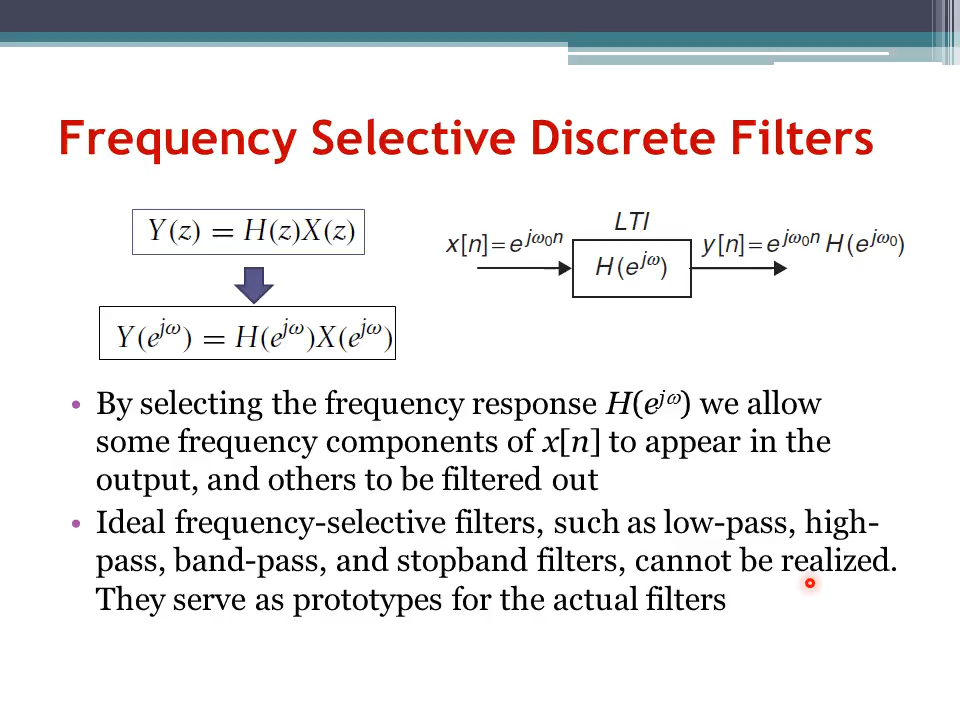 Frequency Selective Discrete Filters
Y(z) = H(z)X(z)
Y(e^{jω}) = H(e^{jω})X(e^{jω})
LTI
x[n] = e^{jω₀n}
H(e^{jω})
y[n] = e^{jω₀n} H(e^{jω₀})
• By selecting the frequency response H(e^{jω}) we allow
some frequency components of x[n] to appear in the
output, and others to be filtered out
• Ideal frequency-selective filters, such as low-pass, high-
pass, band-pass, and stopband filters, cannot be realized.
They serve as prototypes for the actual filters